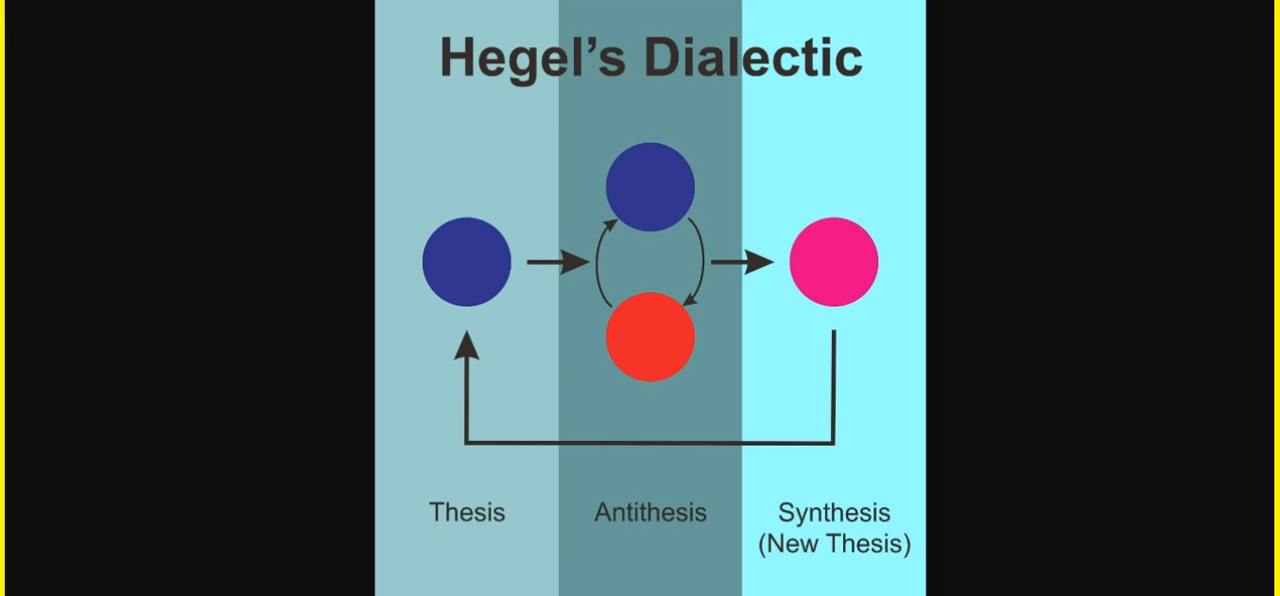 Hegel’s Dialectic
Thesis
Antithesis
Synthesis
(New Thesis)